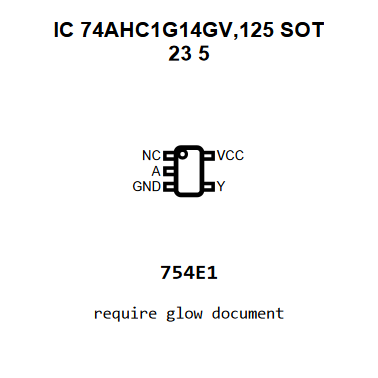 IC 74AHC1G14GV,125 SOT
23 5
NC
VCC
A
GND
Y
754E1
require glow document